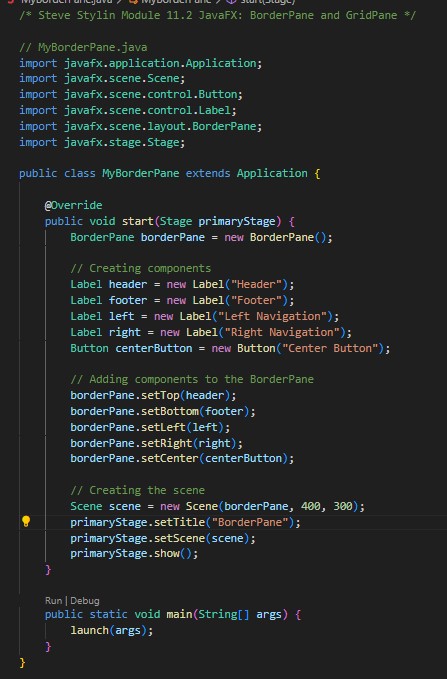 MyBorderPane.java > MyBorderPane > start(Stage)
/* Steve Stylin Module 11.2 JavaFX: BorderPane and GridPane */
// MyBorderPane.java
import javafx.application.Application;
import javafx.scene.Scene;
import javafx.scene.control.Button;
import javafx.scene.control.Label;
import javafx.scene.layout.BorderPane;
import javafx.stage.Stage;
public class MyBorderPane extends Application {
@Override
public void start(Stage primaryStage) {
BorderPane borderPane = new BorderPane();
// Creating components
Label header = new Label("Header");
Label footer = new Label("Footer");
Label left = new Label("Left Navigation");
Label right = new Label("Right Navigation");
Button centerButton = new Button("Center Button");
// Adding components to the BorderPane
borderPane.setTop(header);
borderPane.setBottom(footer);
borderPane.setLeft(left);
borderPane.setRight(right);
borderPane.setCenter(centerButton);
// Creating the scene
Scene scene = new Scene(borderPane, 400, 300);
primaryStage.setTitle("BorderPane");
primaryStage.setScene(scene);
primaryStage.show();
}
Run | Debug
public static void main(String[] args) {
launch(args);
}
}